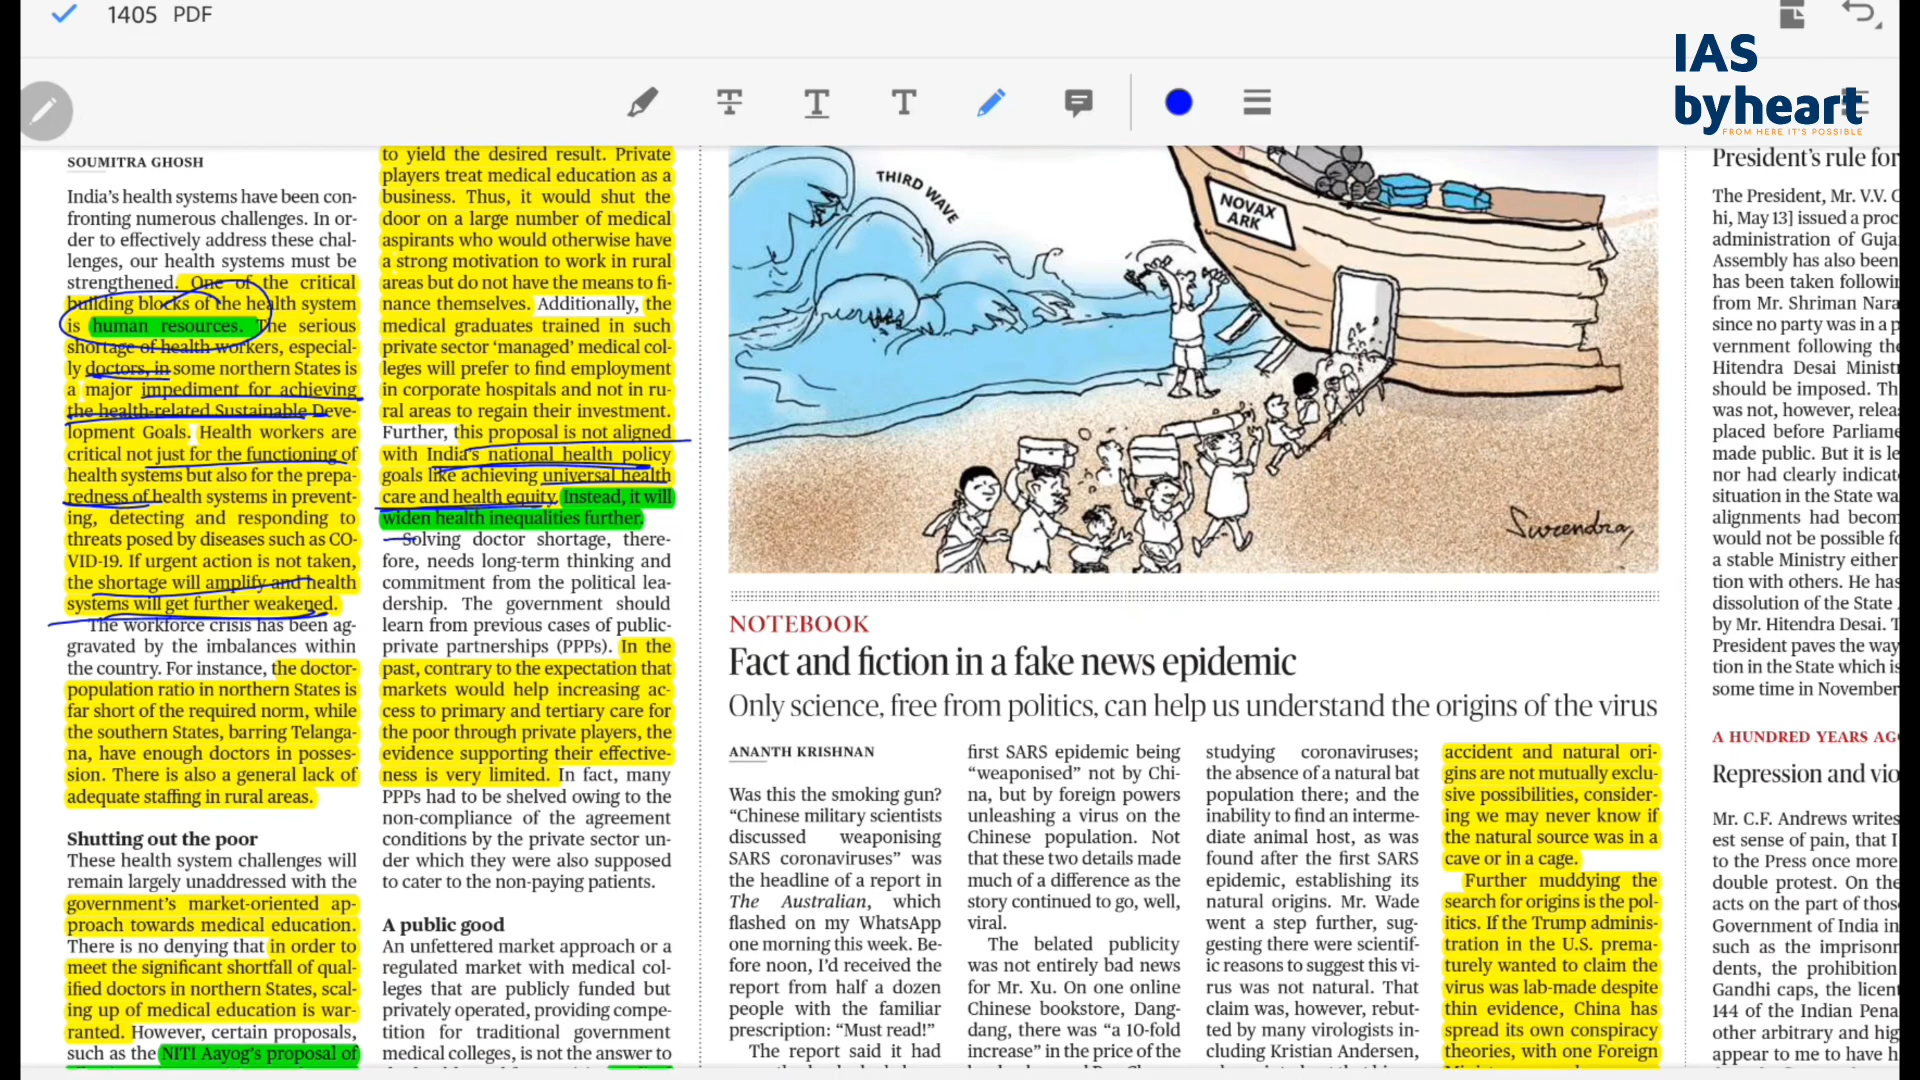 1405 PDF
IAS
byheart
FROM HERE IT'S POSSIBLE
SOUMITRA GHOSH
India's health systems have been con-
fronting numerous challenges. In or-
der to effectively address these chal-
lenges, our health systems must be
strengthened. One of the critical
building blocks of the health system
is human resources. The serious
shortage of health workers, especial-
ly doctors, in some northern States is
a major impediment for achieving
the health-related Sustainable Deve-
lopment Goals. Health workers are
critical not just for the functioning of
health systems but also for the prepa-
redness of health systems in prevent-
ing, detecting and responding to
threats posed by diseases such as CO-
VID-19. If urgent action is not taken,
the shortage will amplify and health
systems will get further weakened.
The workforce crisis has been ag-
gravated by the imbalances within
the country. For instance, the doctor-
population ratio in northern States is
far short of the required norm, while
the southern States, barring Telanga-
na, have enough doctors in posses-
sion. There is also a general lack of
adequate staffing in rural areas.
Shutting out the poor
These health system challenges will
remain largely unaddressed with the
government's market-oriented ap-
proach towards medical education.
There is no denying that in order to
meet the significant shortfall of qual-
ified doctors in northern States, scal-
ing up of medical education is war-
ranted. However, certain proposals,
such as the NITI Aayog's proposal of
to yield the desired result. Private
players treat medical education as a
business. Thus, it would shut the
door on a large number of medical
aspirants who would otherwise have
a strong motivation to work in rural
areas but do not have the means to fi-
nance themselves. Additionally, the
medical graduates trained in such
private sector 'managed' medical col-
leges will prefer to find employment
in corporate hospitals and not in ru-
ral areas to regain their investment.
Further, this proposal is not aligned
with India's national health policy
goals like achieving universal health
care and health equity. Instead, it will
widen health inequalities further.
Solving doctor shortage, there-
fore, needs long-term thinking and
commitment from the political lea-
dership. The government should
learn from previous cases of public-
private partnerships (PPPs). In the
past, contrary to the expectation that
markets would help increasing ac-
cess to primary and tertiary care for
the poor through private players, the
evidence supporting their effective-
ness is very limited. In fact, many
PPPs had to be shelved owing to the
non-compliance of the agreement
conditions by the private sector un-
der which they were also supposed
to cater to the non-paying patients.
A public good
An unfettered market approach or a
regulated market with medical col-
leges that are publicly funded but
privately operated, providing compe-
tition for traditional government
medical colleges, is not the answer to
THIRD WAVE
NOVAX
ARK
Surendra
NOTEBOOK
Fact and fiction in a fake news epidemic
Only science, free from politics, can help us understand the origins of the virus
ANANTH KRISHNAN
Was this the smoking gun?
"Chinese military scientists
discussed weaponising
SARS coronaviruses" was
the headline of a report in
The Australian, which
flashed on my WhatsApp
one morning this week. Be-
fore noon, I'd received the
report from half a dozen
people with the familiar
prescription: "Must read!"
The report said it had
first SARS epidemic being
"weaponised" not by Chi-
na, but by foreign powers
unleashing a virus on the
Chinese population. Not
that these two details made
much of a difference as the
story continued to go, well,
viral.
The belated publicity
was not entirely bad news
for Mr. Xu. On one online
Chinese bookstore, Dang-
dang, there was "a 10-fold
increase" in the price of the
studying coronaviruses;
the absence of a natural bat
population there; and the
inability to find an interme-
diate animal host, as was
found after the first SARS
epidemic, establishing its
natural origins. Mr. Wade
went a step further, sug-
gesting there were scientif-
ic reasons to suggest this vi-
rus was not natural. That
claim was, however, rebut-
ted by many virologists in-
cluding Kristian Andersen,
accident and natural ori-
gins are not mutually exclu-
sive possibilities, consider-
ing we may never know if
the natural source was in a
cave or in a cage.
Further muddying the
search for origins is the pol-
itics. If the Trump adminis-
tration in the U.S. prema-
turely wanted to claim the
virus was lab-made despite
thin evidence, China has
spread its own conspiracy
theories, with one Foreign
President's rule for
The President, Mr. V.V. G
hi, May 13] issued a proc
administration of Guja
Assembly has also been
has been taken followin
from Mr. Shriman Nara
since no party was in a p
vernment following the
Hitendra Desai Ministr
should be imposed. Th
was not, however, relea
placed before Parliame
made public. But it is le
nor had clearly indicat
situation in the State wa
alignments had becom
would not be possible fo
a stable Ministry either
tion with others. He has
dissolution of the State
by Mr. Hitendra Desai. T
President paves the way
tion in the State which is
some time in November
A HUNDRED YEARS AG
Repression and vio
Mr. C.F. Andrews writes
est sense of pain, that I
to the Press once more
double protest. On the
acts on the part of thos
Government of India in
such as the imprisonn
dents, the prohibition
Gandhi caps, the licent
144 of the Indian Pena
other arbitrary and hig
appear to me to have h